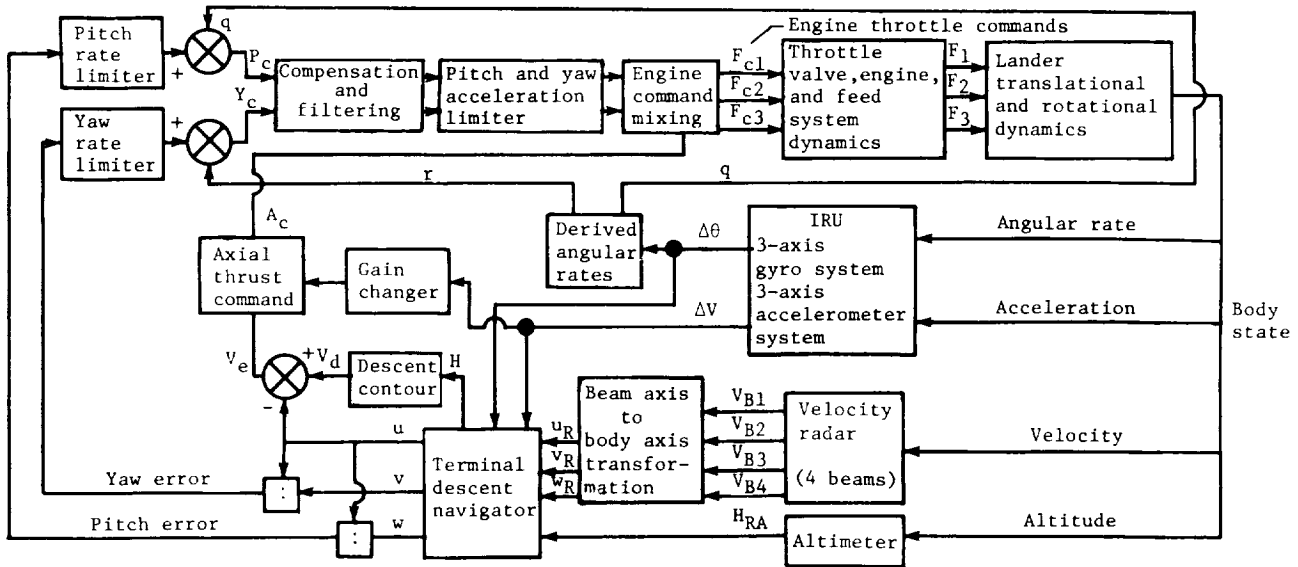 Engine throttle commands
Pitch
rate
limiter
+
q
P_c
Y_c
Yaw
rate
limiter
+
Compensation
and
filtering
Pitch and yaw
acceleration
limiter
Engine
command
mixing
F_c1
F_c2
F_c3
Throttle
valve,engine,
and feed
system
dynamics
F_1
F_2
F_3
Lander
translational
and rotational
dynamics
r
q
A_c
Axial
thrust
command
Gain
changer
Derived
angular
rates
Δθ
ΔV
IRU
3-axis
gyro system
3-axis
accelerometer
system
Angular rate
Acceleration
Body
state
V_e
+V_d
-
Descent
contour
H
u
v
w
:
:
Yaw error
Pitch error
Terminal
descent
navigator
u_R
v_R
w_R
Beam axis
to
body axis
transfor-
mation
V_B1
V_B2
V_B3
V_B4
Velocity
radar
(4 beams)
Velocity
H_RA
Altimeter
Altitude